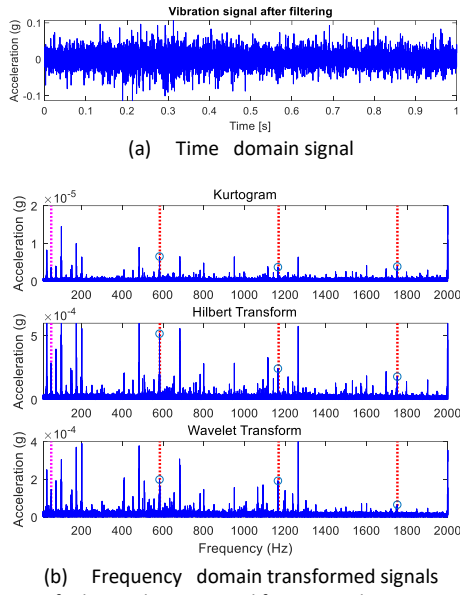 Vibration signal after filtering
Acceleration (g)
0.1
0
-0.1
0 0.1 0.2 0.3 0.4 0.5 0.6 0.7 0.8 0.9 1
Time [s]
(a) Time domain signal
Kurtogram
×10-5
Acceleration (g)
2
1
0
200 400 600 800 1000 1200 1400 1600 1800 2000
Hilbert Transform
×10-4
Acceleration (g)
5
0
200 400 600 800 1000 1200 1400 1600 1800 2000
Wavelet Transform
×10-4
Acceleration (g)
4
2
0
200 400 600 800 1000 1200 1400 1600 1800 2000
Frequency (Hz)
(b) Frequency domain transformed signals